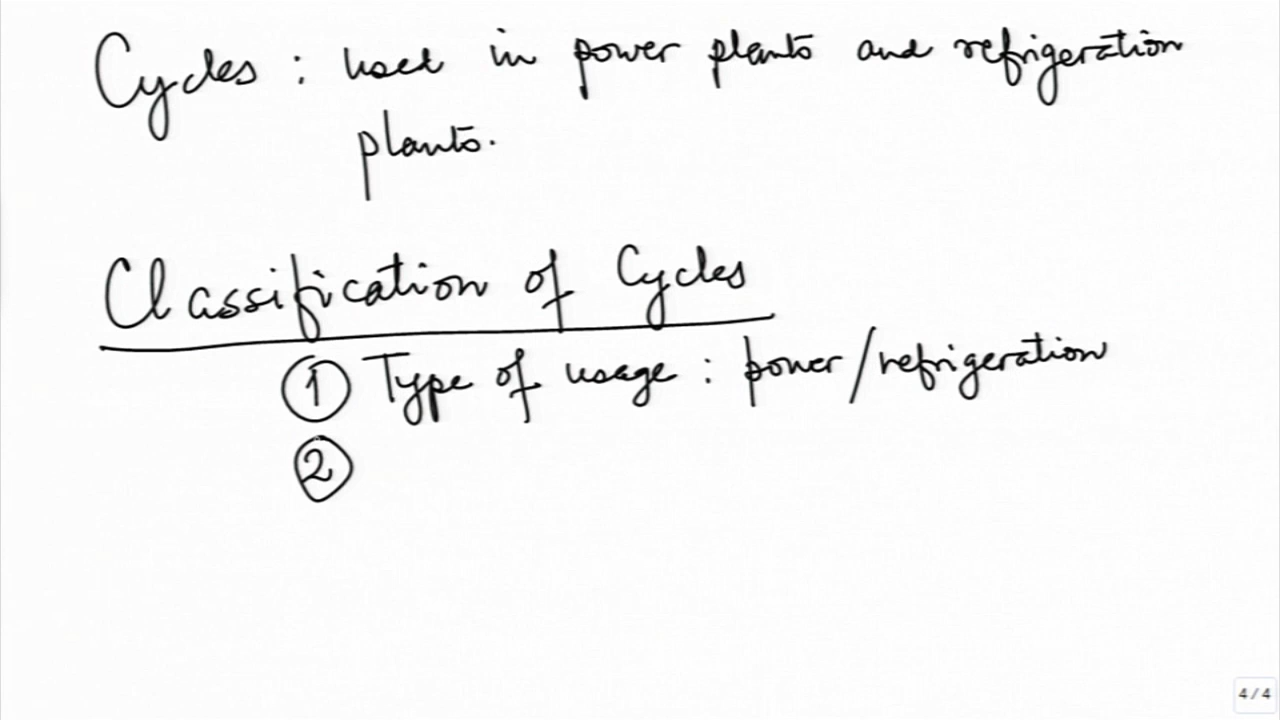 Cycles : used in power plants and refrigeration
plants.
Classification of Cycles
① Type of usage : power/refrigeration
②
4/4